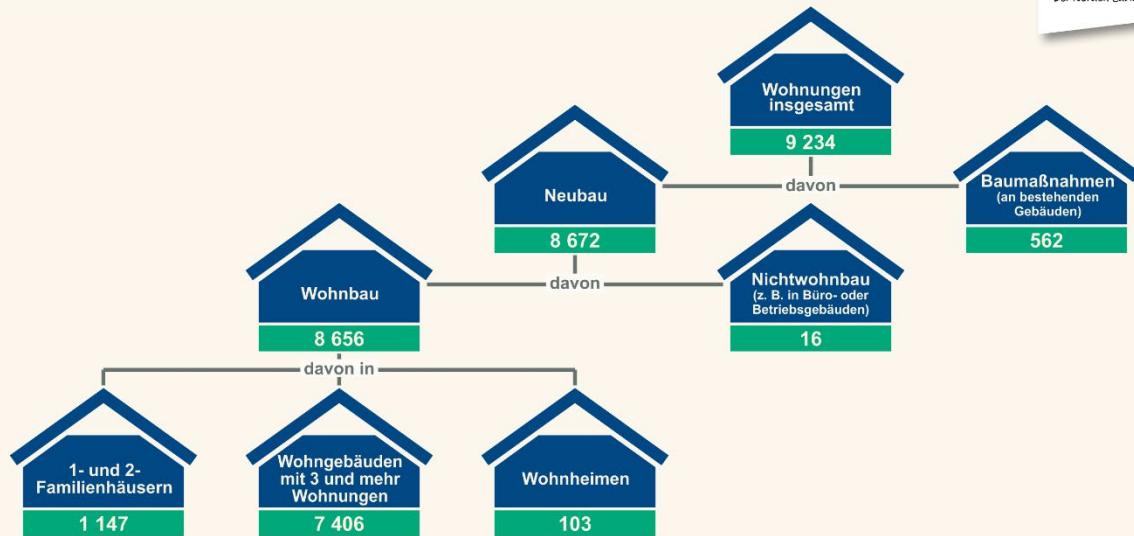 Wohnungen
insgesamt
9 234
davon
Neubau
8 672
Baumaßnahmen
(an bestehenden
Gebäuden)
562
davon
Wohnbau
8 656
Nichtwohnbau
(z. B. in Büro- oder
Betriebsgebäuden)
16
davon in
1- und 2-
Familienhäusern
1 147
Wohngebäuden
mit 3 und mehr
Wohnungen
7 406
Wohnheimen
103